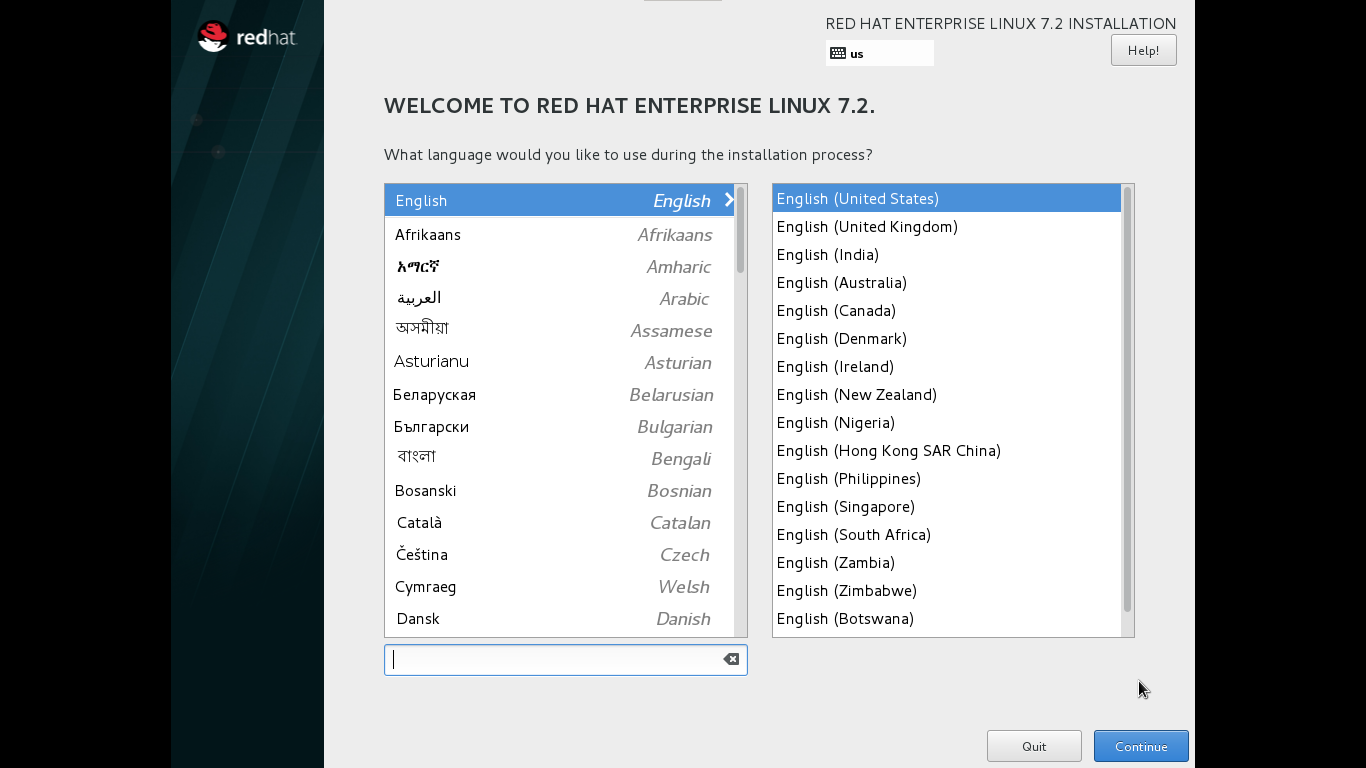 redhat.
RED HAT ENTERPRISE LINUX 7.2 INSTALLATION
us
Help!
WELCOME TO RED HAT ENTERPRISE LINUX 7.2.
What language would you like to use during the installation process?
English English
Afrikaans Afrikaans
አማርኛ Amharic
العربية Arabic
অসমীয়া Assamese
Asturianu Asturian
Беларуская Belarusian
Български Bulgarian
বাংলা Bengali
Bosanski Bosnian
Català Catalan
Čeština Czech
Cymraeg Welsh
Dansk Danish
English (United States)
English (United Kingdom)
English (India)
English (Australia)
English (Canada)
English (Denmark)
English (Ireland)
English (New Zealand)
English (Nigeria)
English (Hong Kong SAR China)
English (Philippines)
English (Singapore)
English (South Africa)
English (Zambia)
English (Zimbabwe)
English (Botswana)
Quit
Continue